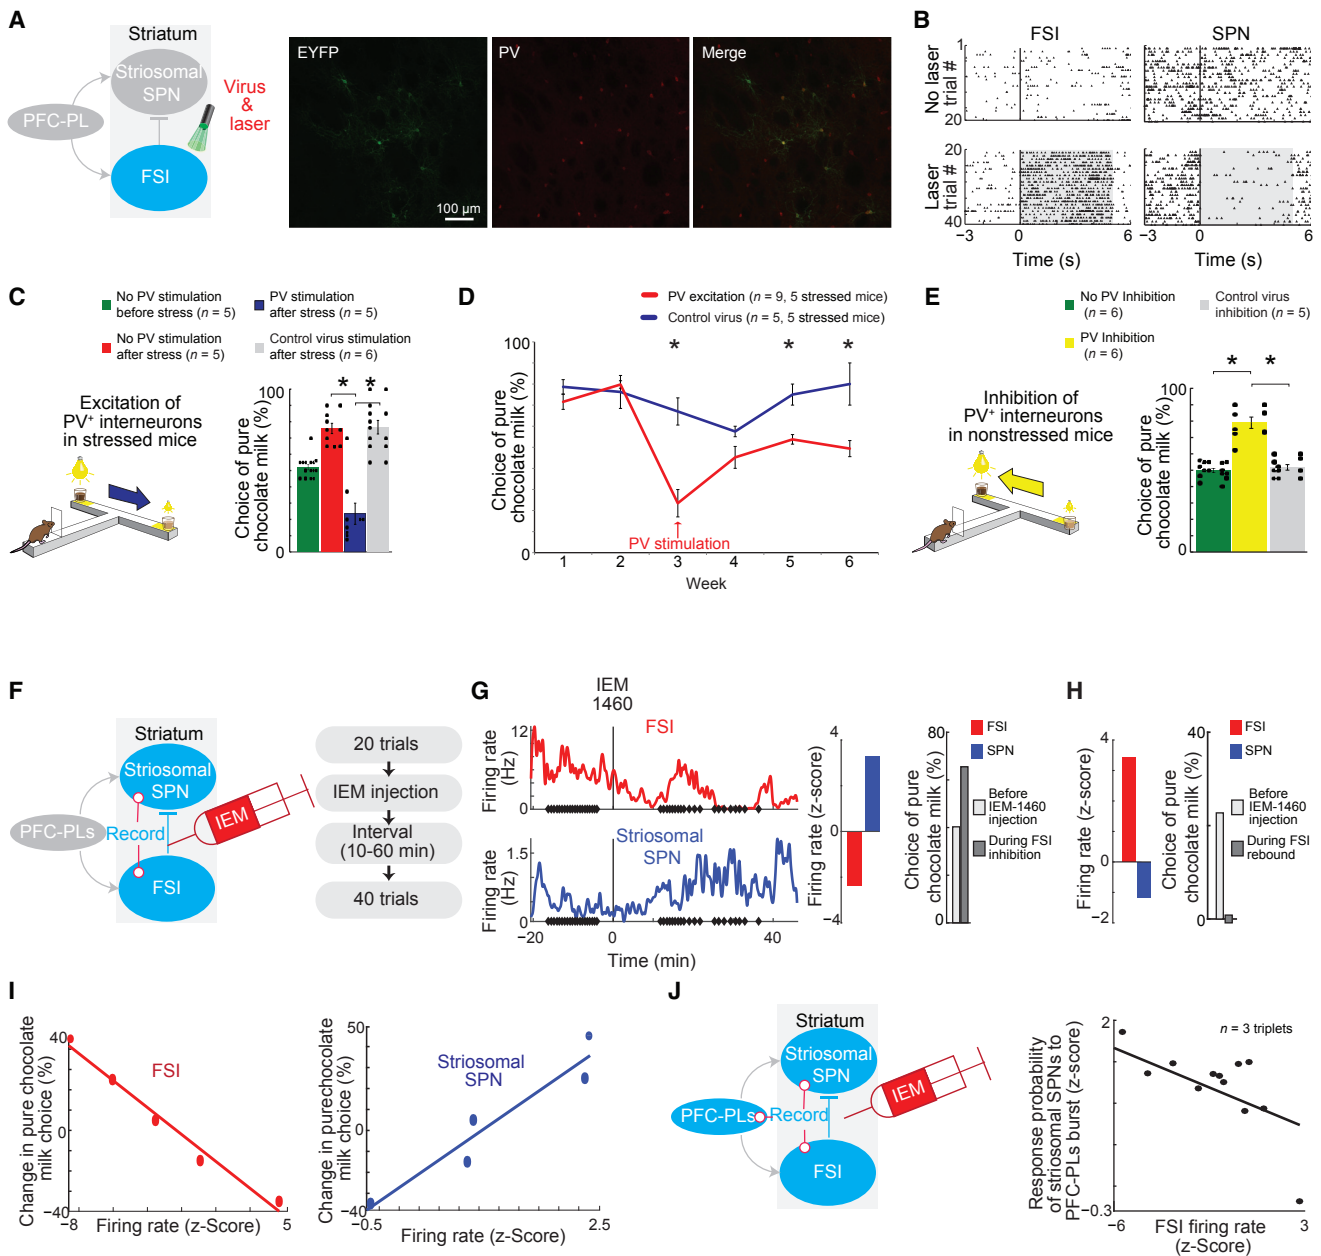 A
Striatum
Striosomal
SPN
PFC-PL
FSI
Virus
&
laser
EYFP
PV
Merge
100 µm
B
FSI
SPN
No laser
trial #
1
20
Laser
trial #
20
40
−3
0
6
−3
0
6
Time (s)
Time (s)
C
No PV stimulation
before stress (n = 5)
PV stimulation
after stress (n = 5)
No PV stimulation
after stress (n = 5)
Control virus stimulation
after stress (n = 6)
Excitation of
PV+ interneurons
in stressed mice
Choice of pure
chocolate milk (%)
100
0
*
*
D
PV excitation (n = 9, 5 stressed mice)
Control virus (n = 5, 5 stressed mice)
Choice of pure
chocolate milk (%)
100
0
*
*
*
PV stimulation
1
2
3
4
5
6
Week
E
No PV Inhibition
(n = 6)
Control virus
inhibition (n = 5)
PV Inhibition
(n = 6)
Inhibition of
PV+ interneurons
in nonstressed mice
Choice of pure
chocolate milk (%)
100
0
*
*
F
Striatum
Striosomal
SPN
PFC-PLs
Record
FSI
IEM
20 trials
IEM injection
Interval
(10-60 min)
40 trials
G
IEM
1460
FSI
Firing rate
(Hz)
12
0
Striosomal
SPN
Firing rate
(Hz)
1.5
0
−20
0
40
Time (min)
Firing rate (z-score)
4
0
−4
Choice of pure
chocolate milk (%)
80
0
FSI
SPN
Before
IEM-1460
injection
During FSI
inhibition
H
Firing rate (z-score)
4
0
−2
Choice of pure
chocolate milk (%)
40
0
FSI
SPN
Before
IEM-1460
injection
During FSI
rebound
I
Change in pure chocolate
milk choice (%)
40
0
−40
FSI
−8
5
Firing rate (z-Score)
Change in purechocolate
milk choice (%)
50
0
−40
Striosomal
SPN
−0.5
2.5
Firing rate (z-Score)
J
Striatum
Striosomal
SPN
PFC-PLs
Record
FSI
IEM
Response probability
of striosomal SPNs to
PFC-PLs burst (z-score)
2
−0.3
n = 3 triplets
−6
3
FSI firing rate
(z-Score)